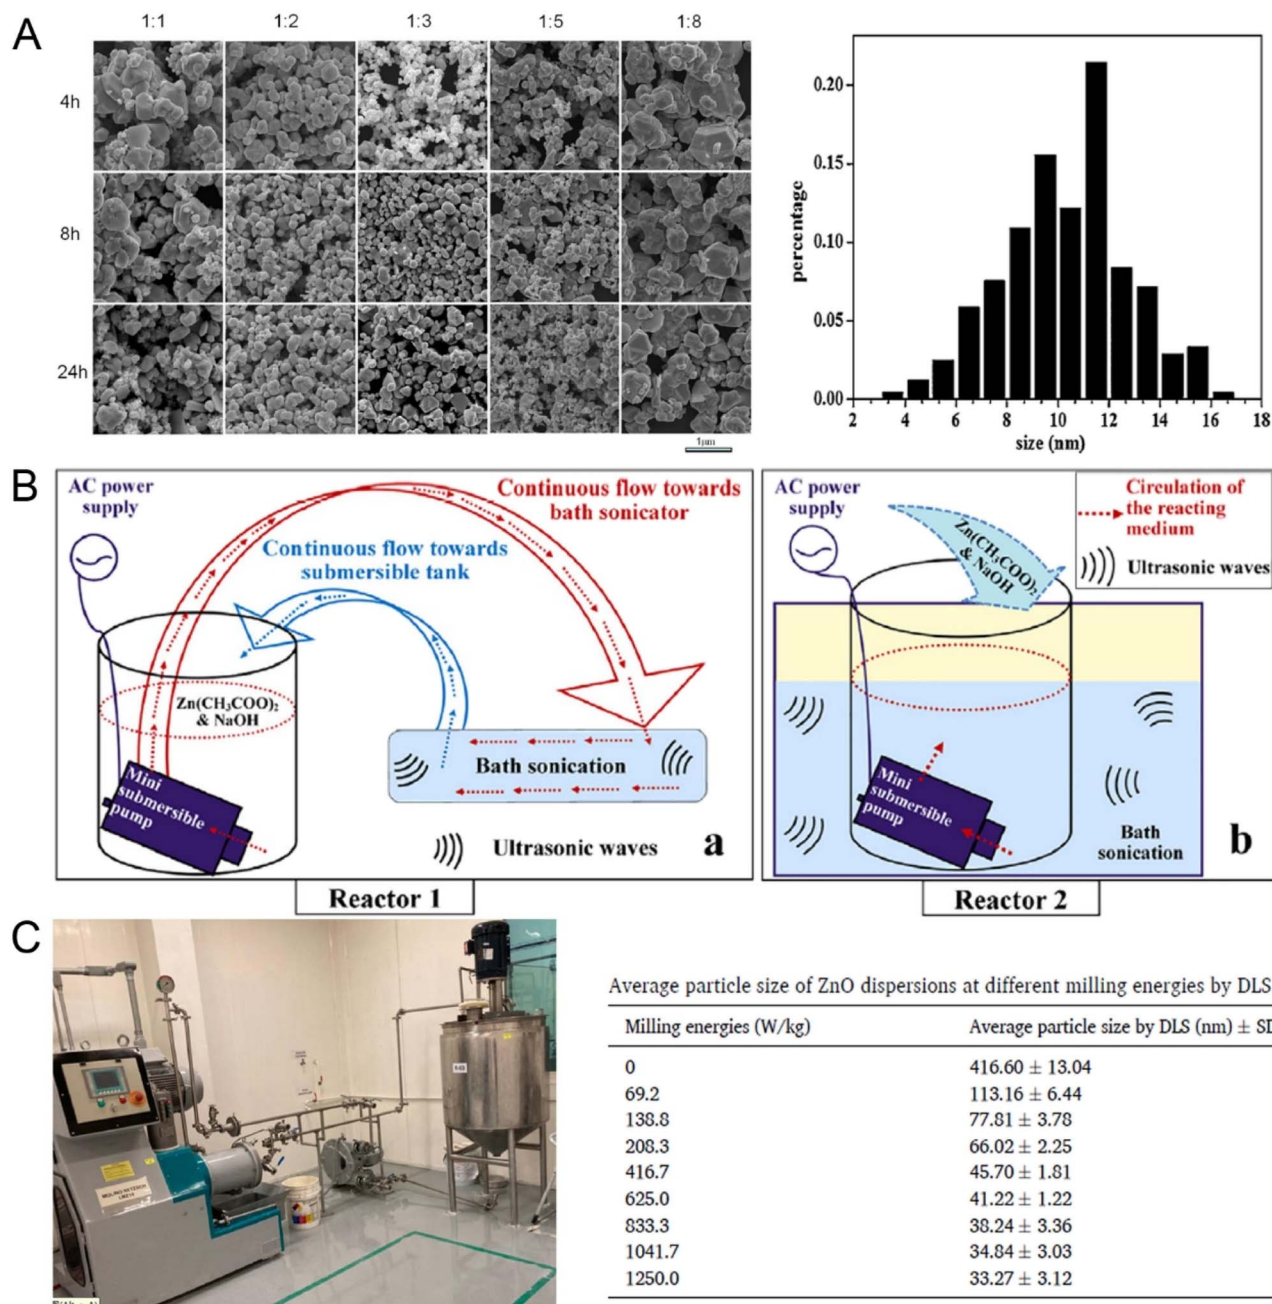 A
1:1 1:2 1:3 1:5 1:8
4h
8h
24h
1μm
percentage
0.20
0.15
0.10
0.05
0.00
2 4 6 8 10 12 14 16 18
size (nm)
B
AC power
supply
Continuous flow towards
bath sonicator
Continuous flow towards
submersible tank
Zn(CH₃COO)₂
& NaOH
Mini
submersible
pump
Bath sonication
Ultrasonic waves
a
Reactor 1
AC power
supply
Zn(CH₃COO)₂
& NaOH
Circulation of
the reacting
medium
Ultrasonic waves
Mini
submersible
pump
Bath
sonication
b
Reactor 2
C
MOLINO NETZSCH
Average particle size of ZnO dispersions at different milling energies by DLS
Milling energies (W/kg) Average particle size by DLS (nm) ± SD
0 416.60 ± 13.04
69.2 113.16 ± 6.44
138.8 77.81 ± 3.78
208.3 66.02 ± 2.25
416.7 45.70 ± 1.81
625.0 41.22 ± 1.22
833.3 38.24 ± 3.36
1041.7 34.84 ± 3.03
1250.0 33.27 ± 3.12